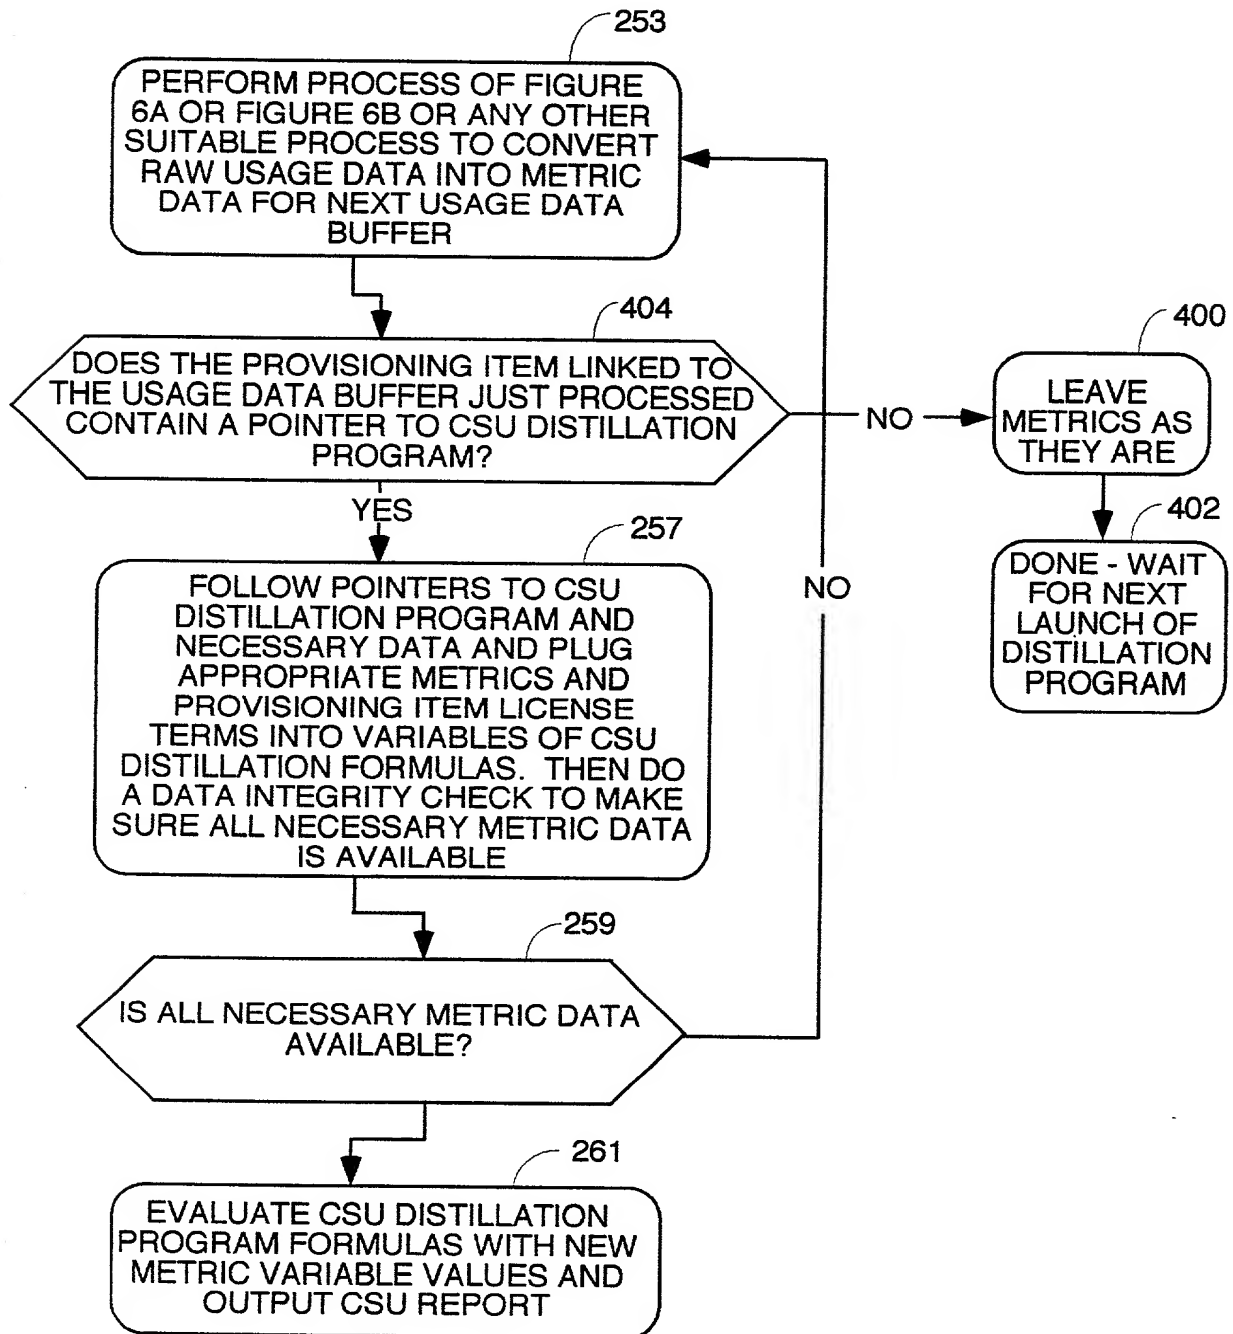 253
PERFORM PROCESS OF FIGURE
6A OR FIGURE 6B OR ANY OTHER
SUITABLE PROCESS TO CONVERT
RAW USAGE DATA INTO METRIC
DATA FOR NEXT USAGE DATA
BUFFER
404
DOES THE PROVISIONING ITEM LINKED TO
THE USAGE DATA BUFFER JUST PROCESSED
CONTAIN A POINTER TO CSU DISTILLATION
PROGRAM?
NO
400
LEAVE
METRICS AS
THEY ARE
402
DONE - WAIT
FOR NEXT
LAUNCH OF
DISTILLATION
PROGRAM
YES
257
FOLLOW POINTERS TO CSU
DISTILLATION PROGRAM AND
NECESSARY DATA AND PLUG
APPROPRIATE METRICS AND
PROVISIONING ITEM LICENSE
TERMS INTO VARIABLES OF CSU
DISTILLATION FORMULAS. THEN DO
A DATA INTEGRITY CHECK TO MAKE
SURE ALL NECESSARY METRIC DATA
IS AVAILABLE
NO
259
IS ALL NECESSARY METRIC DATA
AVAILABLE?
261
EVALUATE CSU DISTILLATION
PROGRAM FORMULAS WITH NEW
METRIC VARIABLE VALUES AND
OUTPUT CSU REPORT